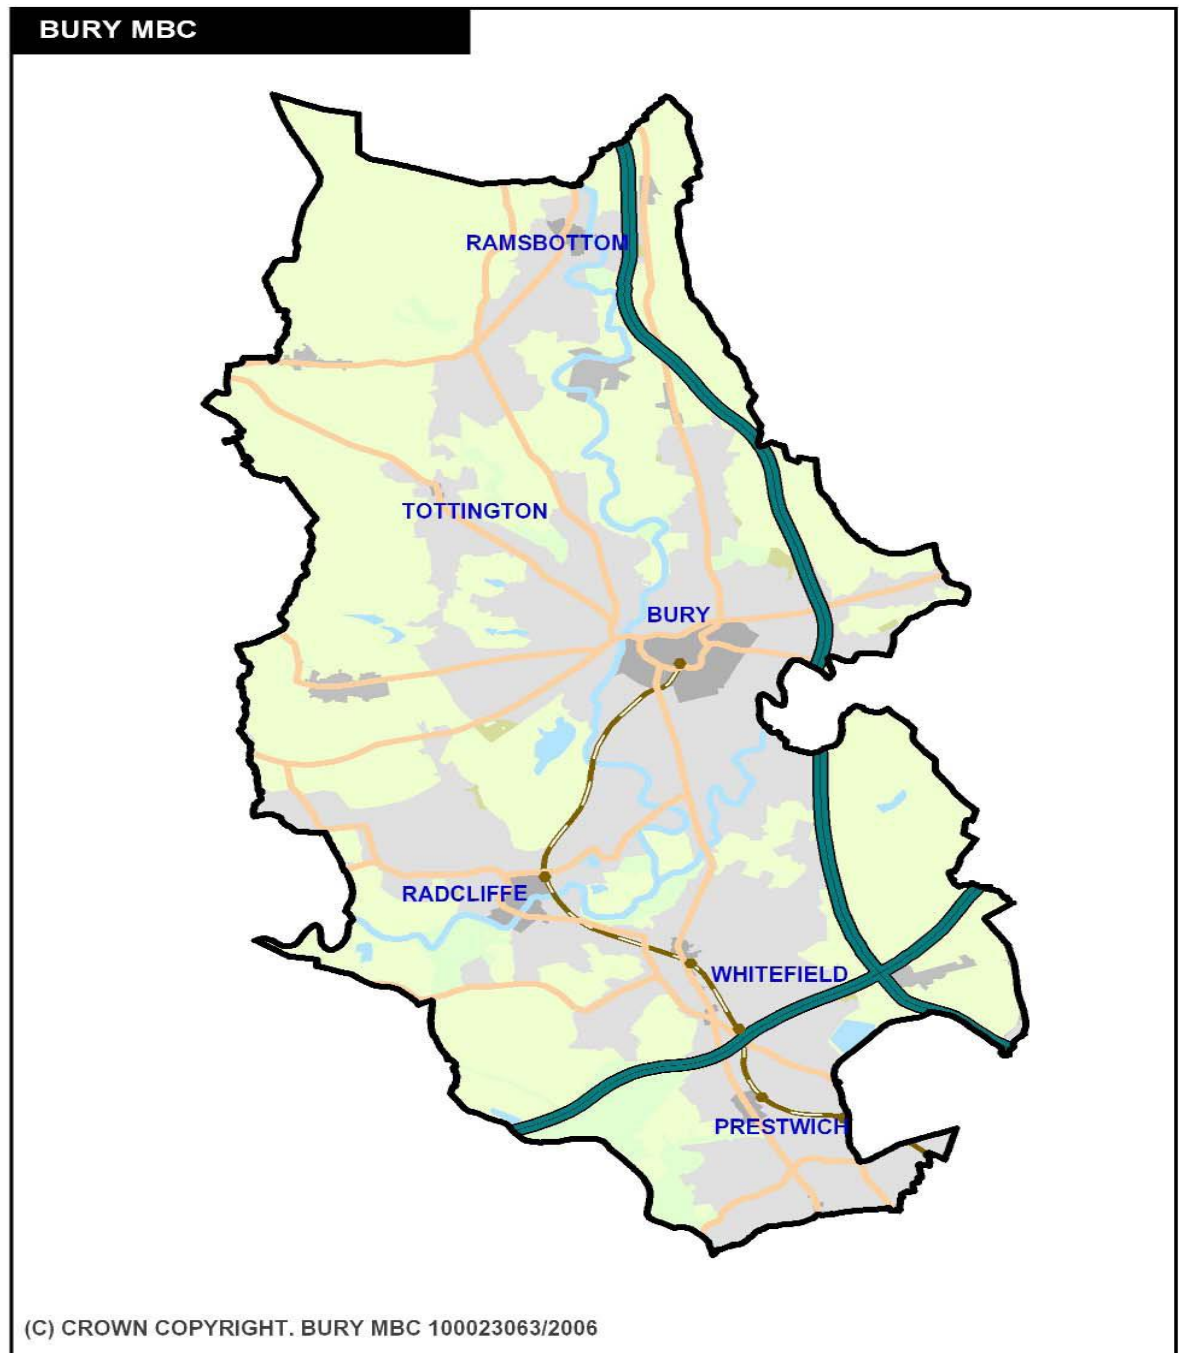 BURY MBC
RAMSBOTTOM
TOTTINGTON
BURY
RADCLIFFE
WHITEFIELD
PRESTWICH
(C) CROWN COPYRIGHT. BURY MBC 100023063/2006